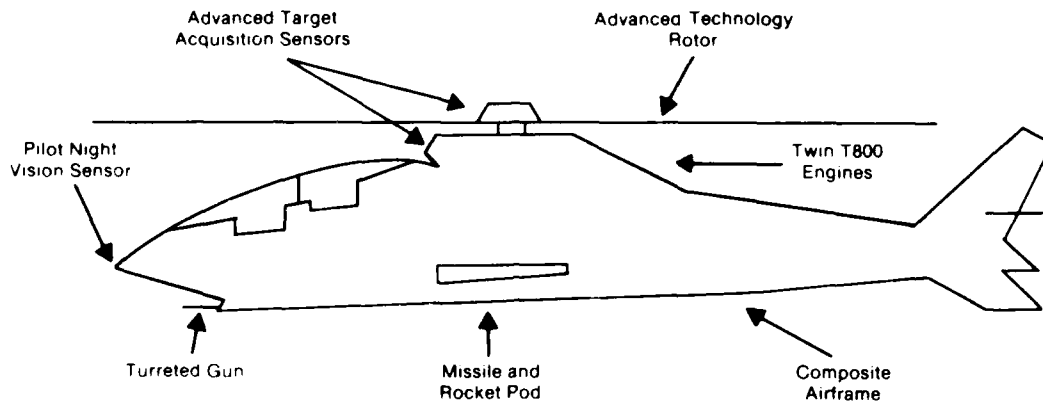 Advanced Target
Acquisition Sensors
Advanced Technology
Rotor
Pilot Night
Vision Sensor
Twin T800
Engines
Turreted Gun
Missile and
Rocket Pod
Composite
Airframe